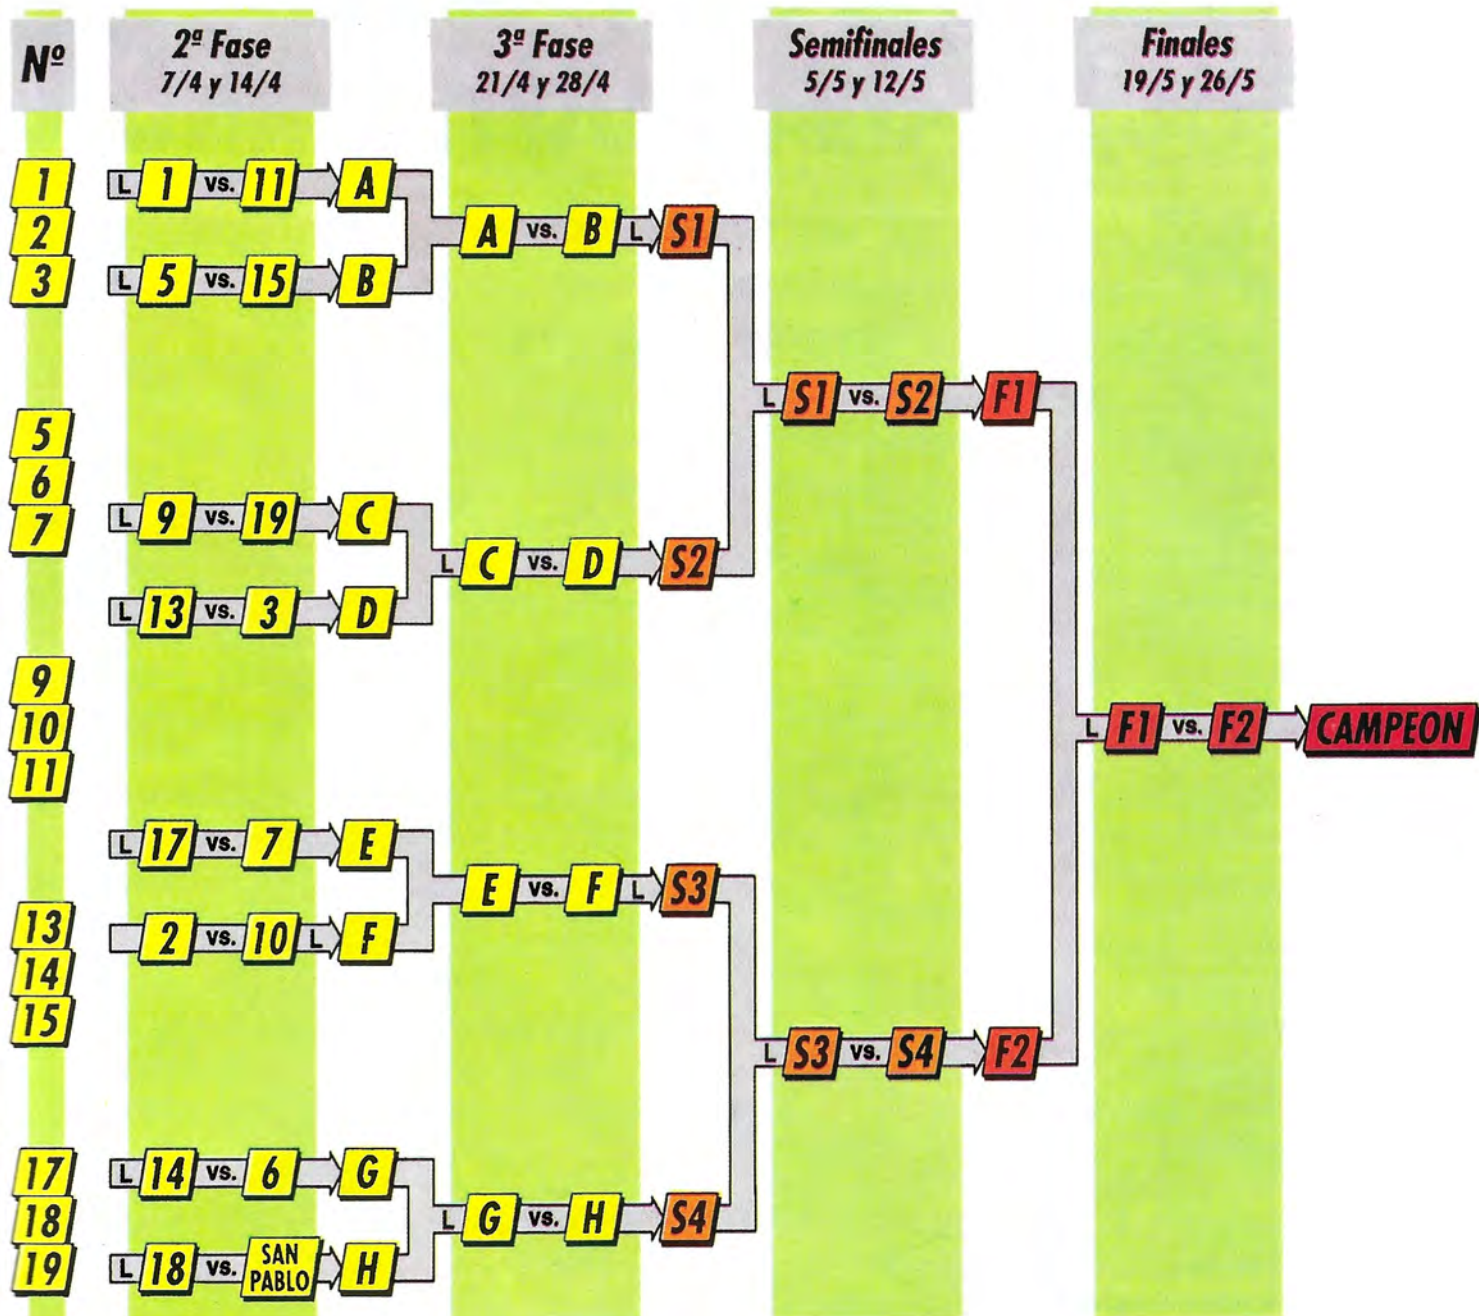 Nº
2ª Fase
7/4 y 14/4
3ª Fase
21/4 y 28/4
Semifinales
5/5 y 12/5
Finales
19/5 y 26/5
1
2
3
5
6
7
9
10
11
13
14
15
17
18
19
L 1 vs. 11 A
L 5 vs. 15 B
L 9 vs. 19 C
L 13 vs. 3 D
L 17 vs. 7 E
2 vs. 10 L F
L 14 vs. 6 G
L 18 vs. SAN PABLO H
A vs. B L S1
L C vs. D S2
E vs. F L S3
L G vs. H S4
L S1 vs. S2 F1
L S3 vs. S4 F2
L F1 vs. F2 CAMPEON